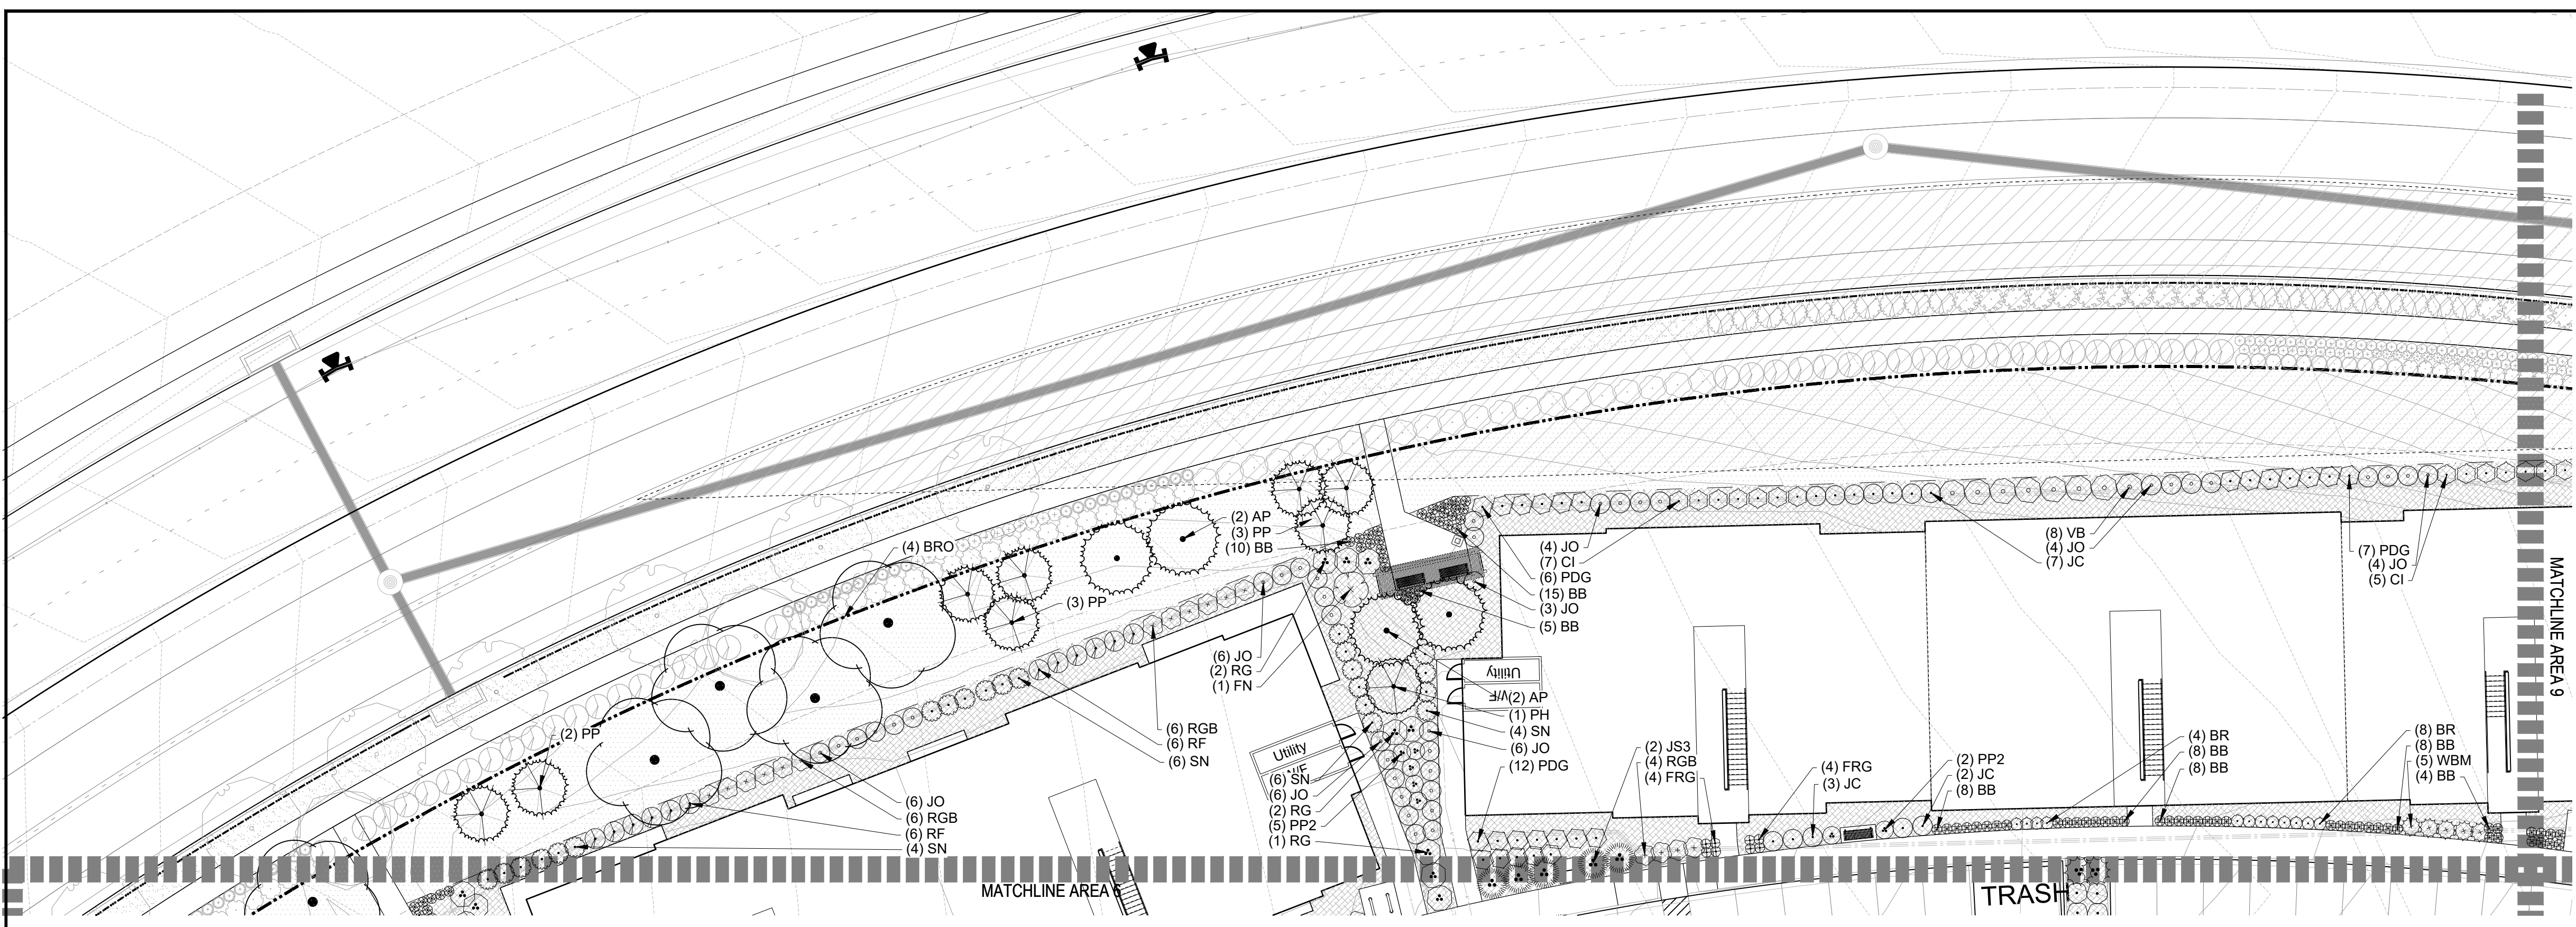 (2) AP
(3) PP
(10) BB
(4) BRO
(3) PP
(4) JO
(7) CI
(6) PDG
(15) BB
(3) JO
(5) BB
(8) VB
(4) JO
(7) JC
(7) PDG
(4) JO
(5) CI
MATCHLINE AREA 9
(6) JO
(2) RG
(1) FN
Utility
V/F
(2) AP
(1) PH
(4) SN
(6) JO
(12) PDG
(6) RGB
(6) RF
(6) SN
(2) PP
Utility
(6) SN
(6) JO
(2) RG
(5) PP2
(1) RG
(2) JS3
(4) RGB
(4) FRG
(4) FRG
(3) JC
(2) PP2
(2) JC
(8) BB
(4) BR
(8) BB
(8) BB
(8) BR
(8) BB
(5) WBM
(4) BB
(6) JO
(6) RGB
(6) RF
(4) SN
MATCHLINE AREA 6
TRASH